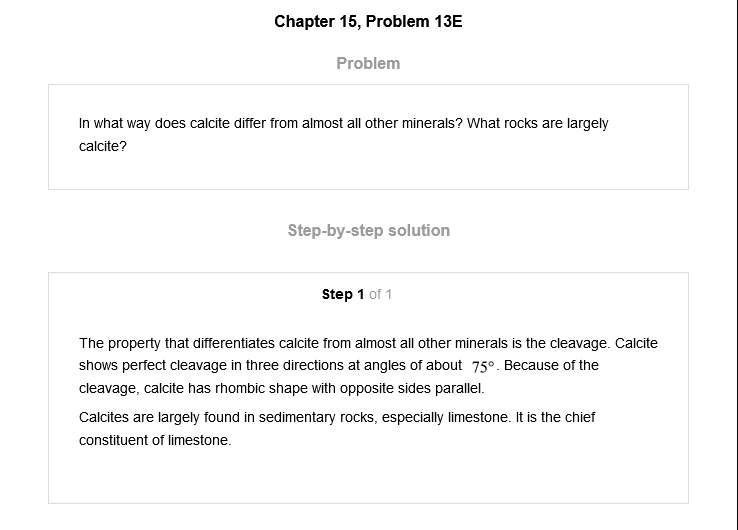 Chapter 15, Problem 13E
Problem
In what way does calcite differ from almost all other minerals? What rocks are largely
calcite?
Step-by-step solution
Step 1 of 1
The property that differentiates calcite from almost all other minerals is the cleavage. Calcite
shows perfect cleavage in three directions at angles of about 75°. Because of the
cleavage, calcite has rhombic shape with opposite sides parallel.
Calcites are largely found in sedimentary rocks, especially limestone. It is the chief
constituent of limestone.